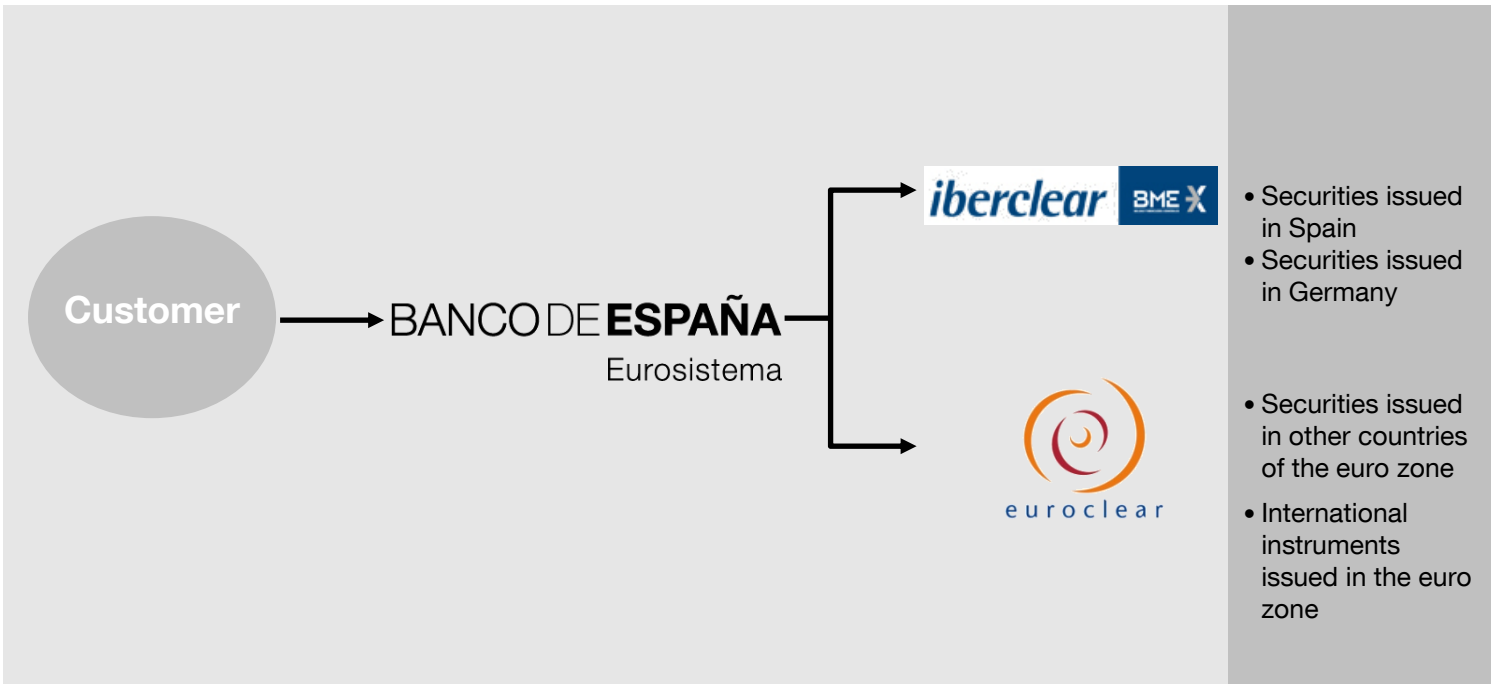 Customer
BANCO DE ESPAÑA
Eurosistema
iberclear BME X
• Securities issued
in Spain
• Securities issued
in Germany
euroclear
• Securities issued
in other countries
of the euro zone
• International
instruments
issued in the euro
zone